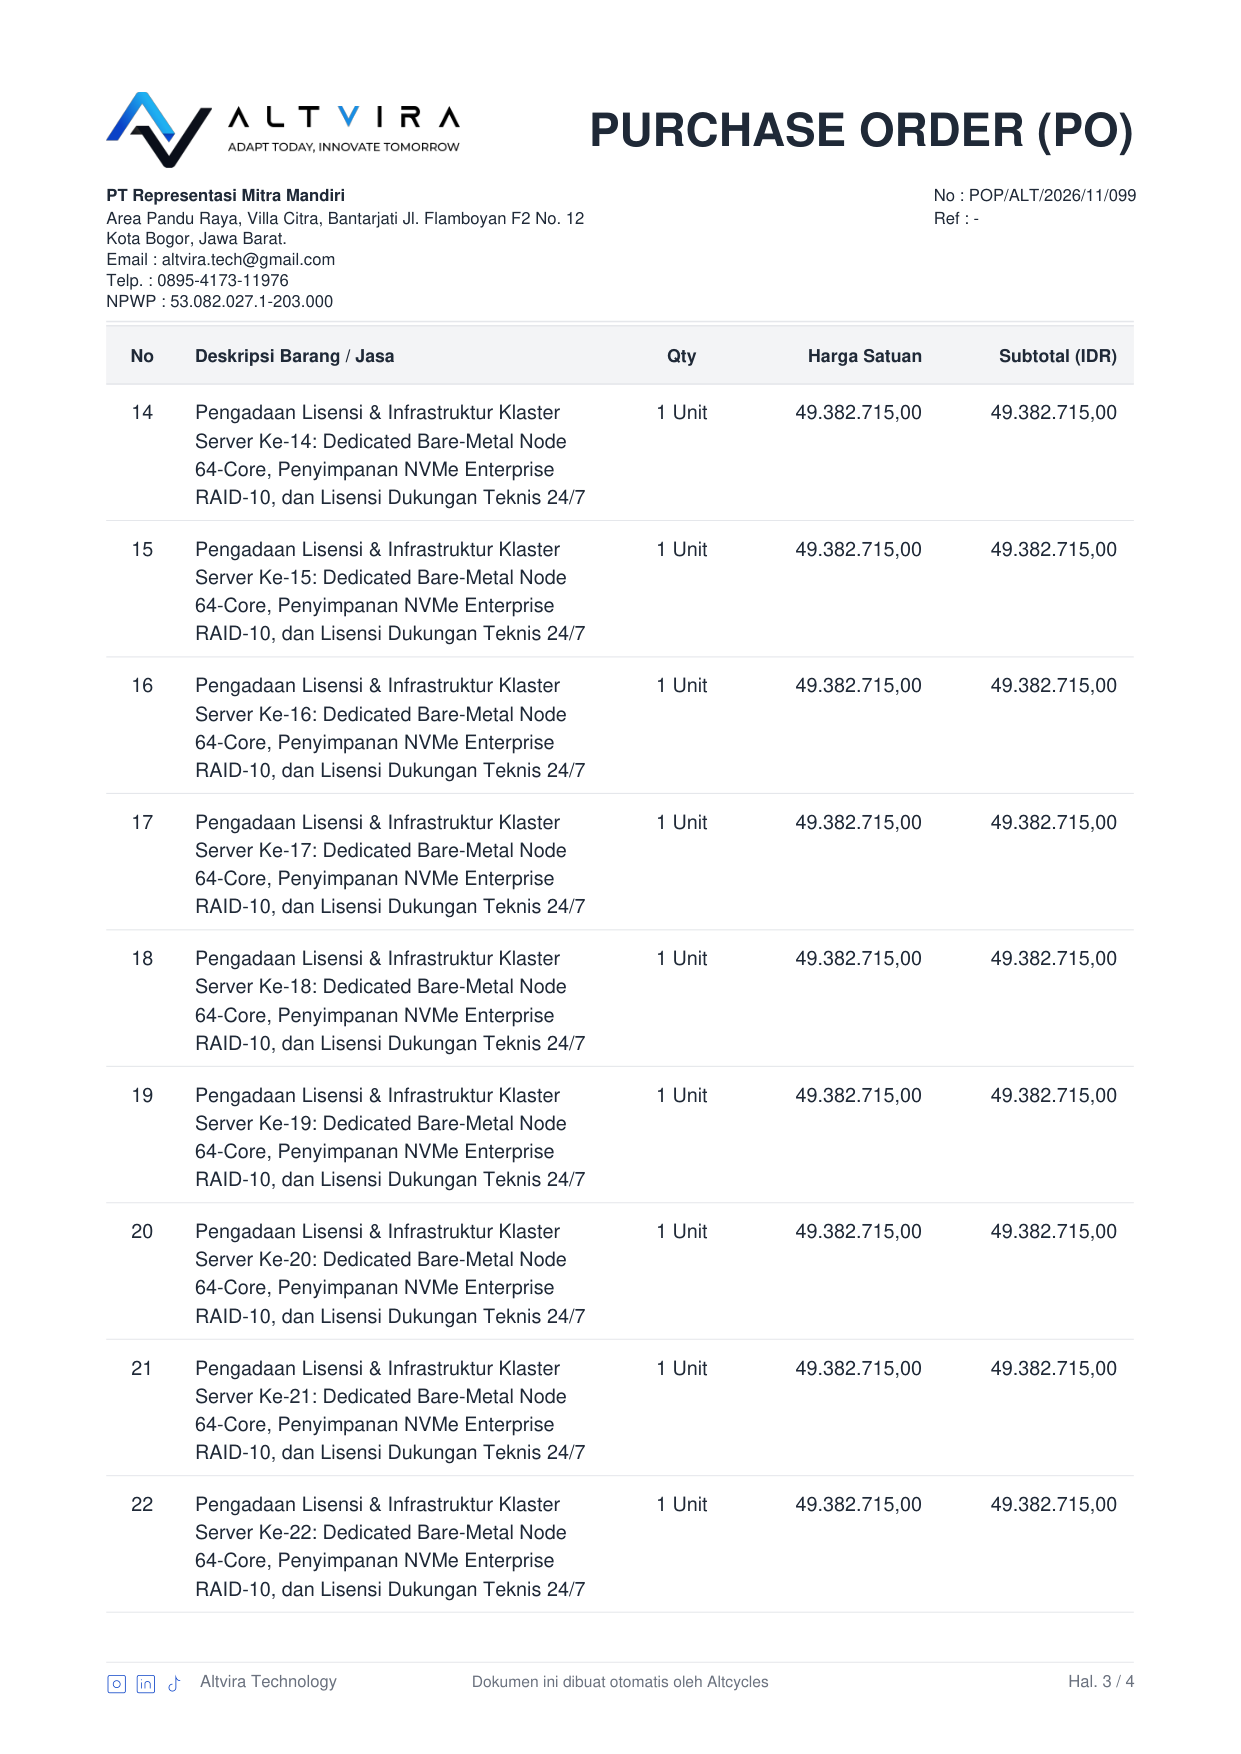 ALTVIRA
ADAPT TODAY, INNOVATE TOMORROW
PURCHASE ORDER (PO)
PT Representasi Mitra Mandiri
Area Pandu Raya, Villa Citra, Bantarjati Jl. Flamboyan F2 No. 12
Kota Bogor, Jawa Barat.
Email : altvira.tech@gmail.com
Telp. : 0895-4173-11976
NPWP : 53.082.027.1-203.000
No : POP/ALT/2026/11/099
Ref : -
No Deskripsi Barang / Jasa Qty Harga Satuan Subtotal (IDR)
14 Pengadaan Lisensi & Infrastruktur Klaster 1 Unit 49.382.715,00 49.382.715,00
Server Ke-14: Dedicated Bare-Metal Node
64-Core, Penyimpanan NVMe Enterprise
RAID-10, dan Lisensi Dukungan Teknis 24/7
15 Pengadaan Lisensi & Infrastruktur Klaster 1 Unit 49.382.715,00 49.382.715,00
Server Ke-15: Dedicated Bare-Metal Node
64-Core, Penyimpanan NVMe Enterprise
RAID-10, dan Lisensi Dukungan Teknis 24/7
16 Pengadaan Lisensi & Infrastruktur Klaster 1 Unit 49.382.715,00 49.382.715,00
Server Ke-16: Dedicated Bare-Metal Node
64-Core, Penyimpanan NVMe Enterprise
RAID-10, dan Lisensi Dukungan Teknis 24/7
17 Pengadaan Lisensi & Infrastruktur Klaster 1 Unit 49.382.715,00 49.382.715,00
Server Ke-17: Dedicated Bare-Metal Node
64-Core, Penyimpanan NVMe Enterprise
RAID-10, dan Lisensi Dukungan Teknis 24/7
18 Pengadaan Lisensi & Infrastruktur Klaster 1 Unit 49.382.715,00 49.382.715,00
Server Ke-18: Dedicated Bare-Metal Node
64-Core, Penyimpanan NVMe Enterprise
RAID-10, dan Lisensi Dukungan Teknis 24/7
19 Pengadaan Lisensi & Infrastruktur Klaster 1 Unit 49.382.715,00 49.382.715,00
Server Ke-19: Dedicated Bare-Metal Node
64-Core, Penyimpanan NVMe Enterprise
RAID-10, dan Lisensi Dukungan Teknis 24/7
20 Pengadaan Lisensi & Infrastruktur Klaster 1 Unit 49.382.715,00 49.382.715,00
Server Ke-20: Dedicated Bare-Metal Node
64-Core, Penyimpanan NVMe Enterprise
RAID-10, dan Lisensi Dukungan Teknis 24/7
21 Pengadaan Lisensi & Infrastruktur Klaster 1 Unit 49.382.715,00 49.382.715,00
Server Ke-21: Dedicated Bare-Metal Node
64-Core, Penyimpanan NVMe Enterprise
RAID-10, dan Lisensi Dukungan Teknis 24/7
22 Pengadaan Lisensi & Infrastruktur Klaster 1 Unit 49.382.715,00 49.382.715,00
Server Ke-22: Dedicated Bare-Metal Node
64-Core, Penyimpanan NVMe Enterprise
RAID-10, dan Lisensi Dukungan Teknis 24/7
Altvira Technology Dokumen ini dibuat otomatis oleh Altcycles Hal. 3 / 4